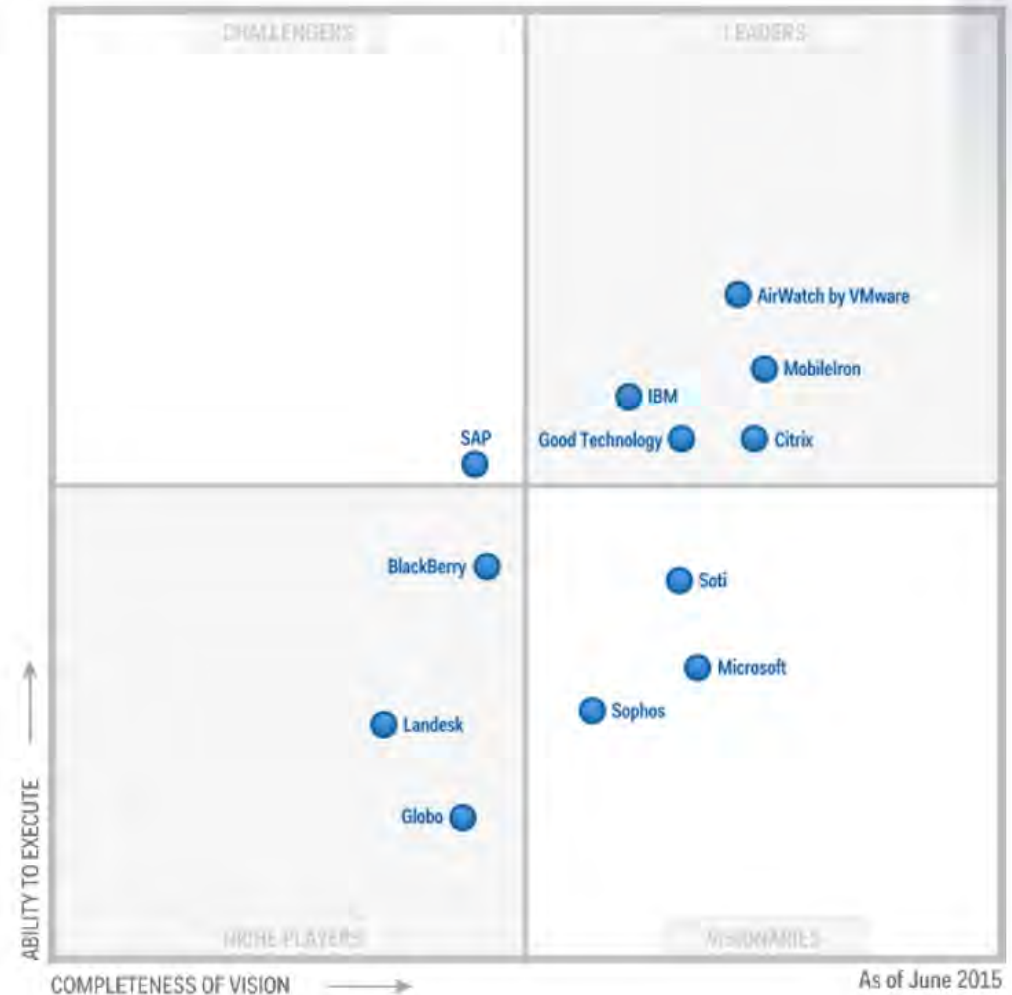 CHALLENGERS
LEADERS
AirWatch by VMware
MobileIron
IBM
SAP
Good Technology
Citrix
BlackBerry
Soti
Microsoft
Sophos
Landesk
Globo
ABILITY TO EXECUTE
NICHE PLAYERS
VISIONARIES
COMPLETENESS OF VISION
As of June 2015